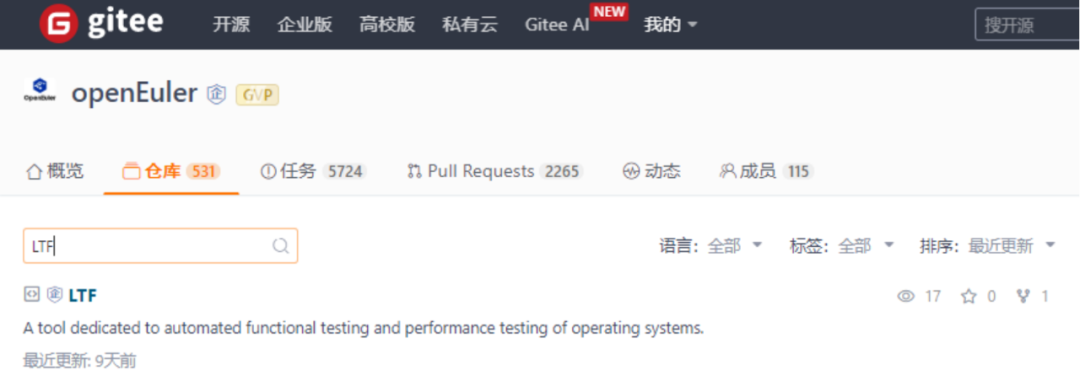 gitee 开源 企业版 高校版 私有云 Gitee AI NEW 我的 搜开源
OpenEuler openEuler 企 GVP
概览 仓库 531 任务 5724 Pull Requests 2265 动态 成员 115
LTF 语言: 全部 标签: 全部 排序: 最近更新
企 LTF 17 0 1
A tool dedicated to automated functional testing and performance testing of operating systems.
最近更新: 9天前